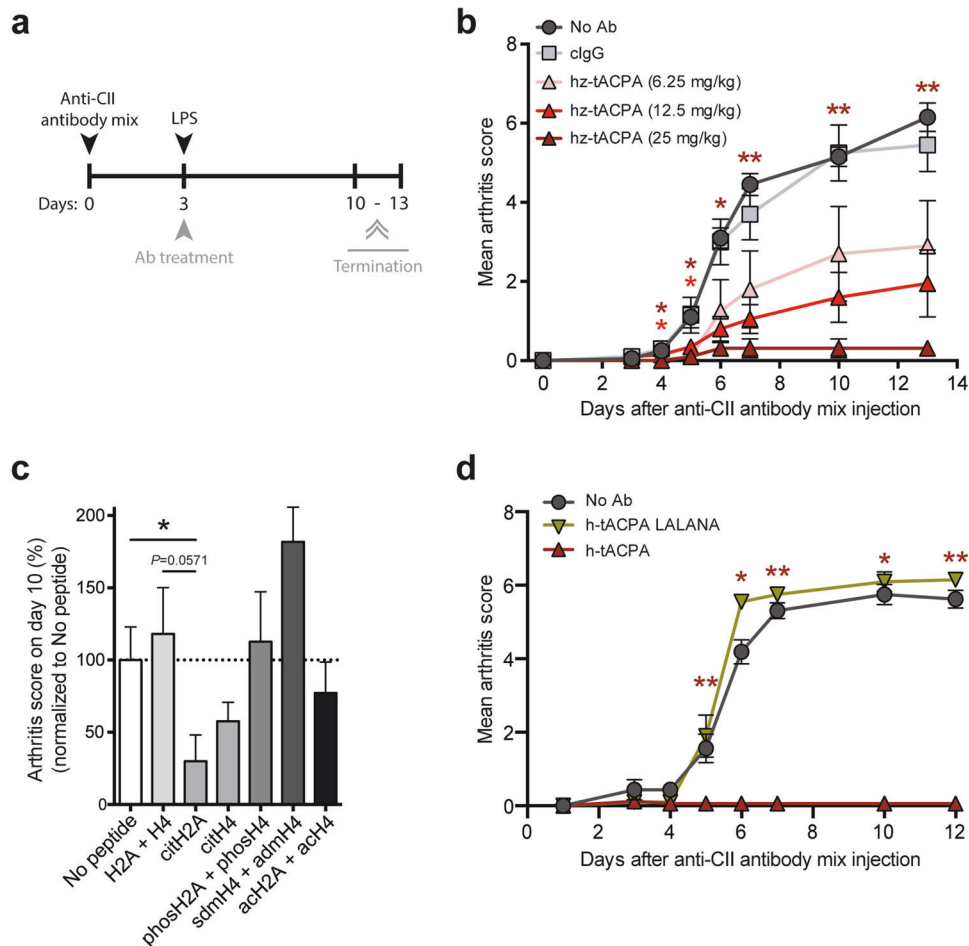 a
Anti-CII
antibody mix
LPS
Days: 0 3 10 - 13
Ab treatment
Termination
b
No Ab
cIgG
hz-tACPA (6.25 mg/kg)
hz-tACPA (12.5 mg/kg)
hz-tACPA (25 mg/kg)
Mean arthritis score
8
6
4
2
0
** ** ** * * * * *
0 2 4 6 8 10 12 14
Days after anti-CII antibody mix injection
c
Arthritis score on day 10 (%)
(normalized to No peptide)
200
150
100
50
0
*
P=0.0571
No peptide
H2A + H4
citH2A
citH4
phosH2A + phosH4
sdmH4 + admH4
acH2A + acH4
d
No Ab
h-tACPA LALANA
h-tACPA
Mean arthritis score
8
6
4
2
0
** * ** * **
0 2 4 6 8 10 12
Days after anti-CII antibody mix injection